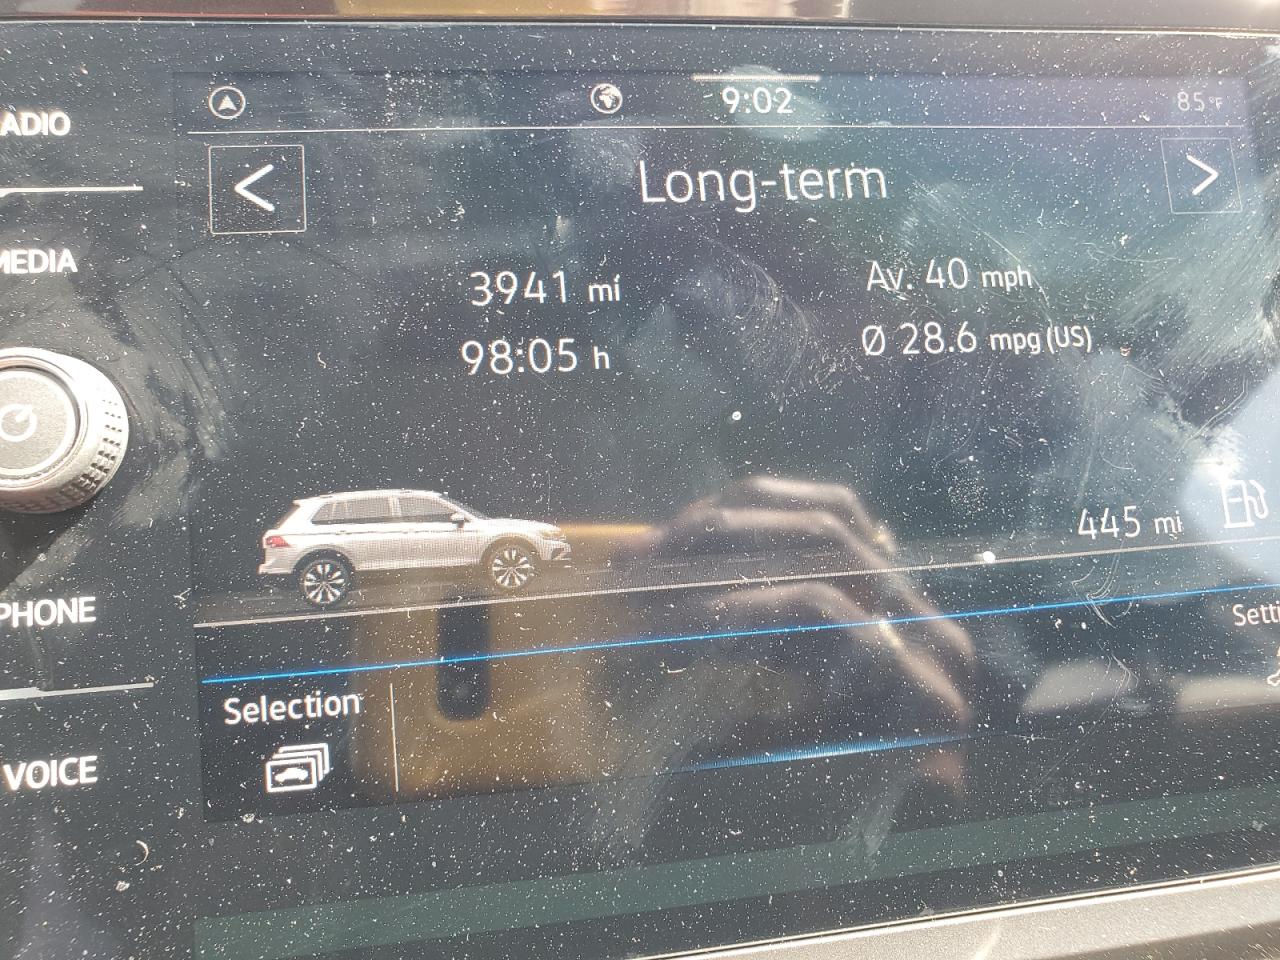 ADIO
9:02
85°F
Long-term
MEDIA
3941 mi
Av. 40 mph
98:05 h
Ø 28.6 mpg (US)
445 mi
PHONE
Setti
Selection
VOICE